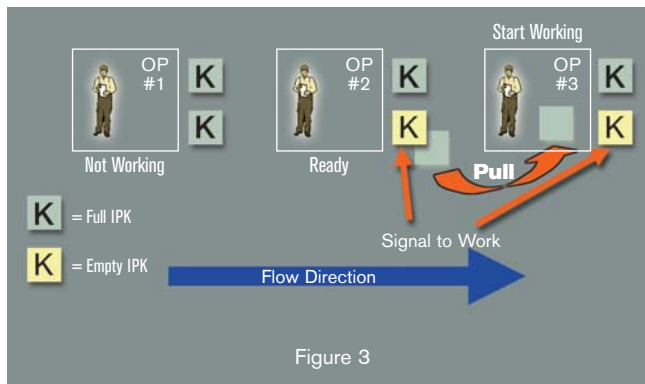 Start Working
OP
#1
K
K
OP
#2
K
K
OP
#3
K
K
Not Working
Ready
Pull
K = Full IPK
Signal to Work
K = Empty IPK
Flow Direction
Figure 3